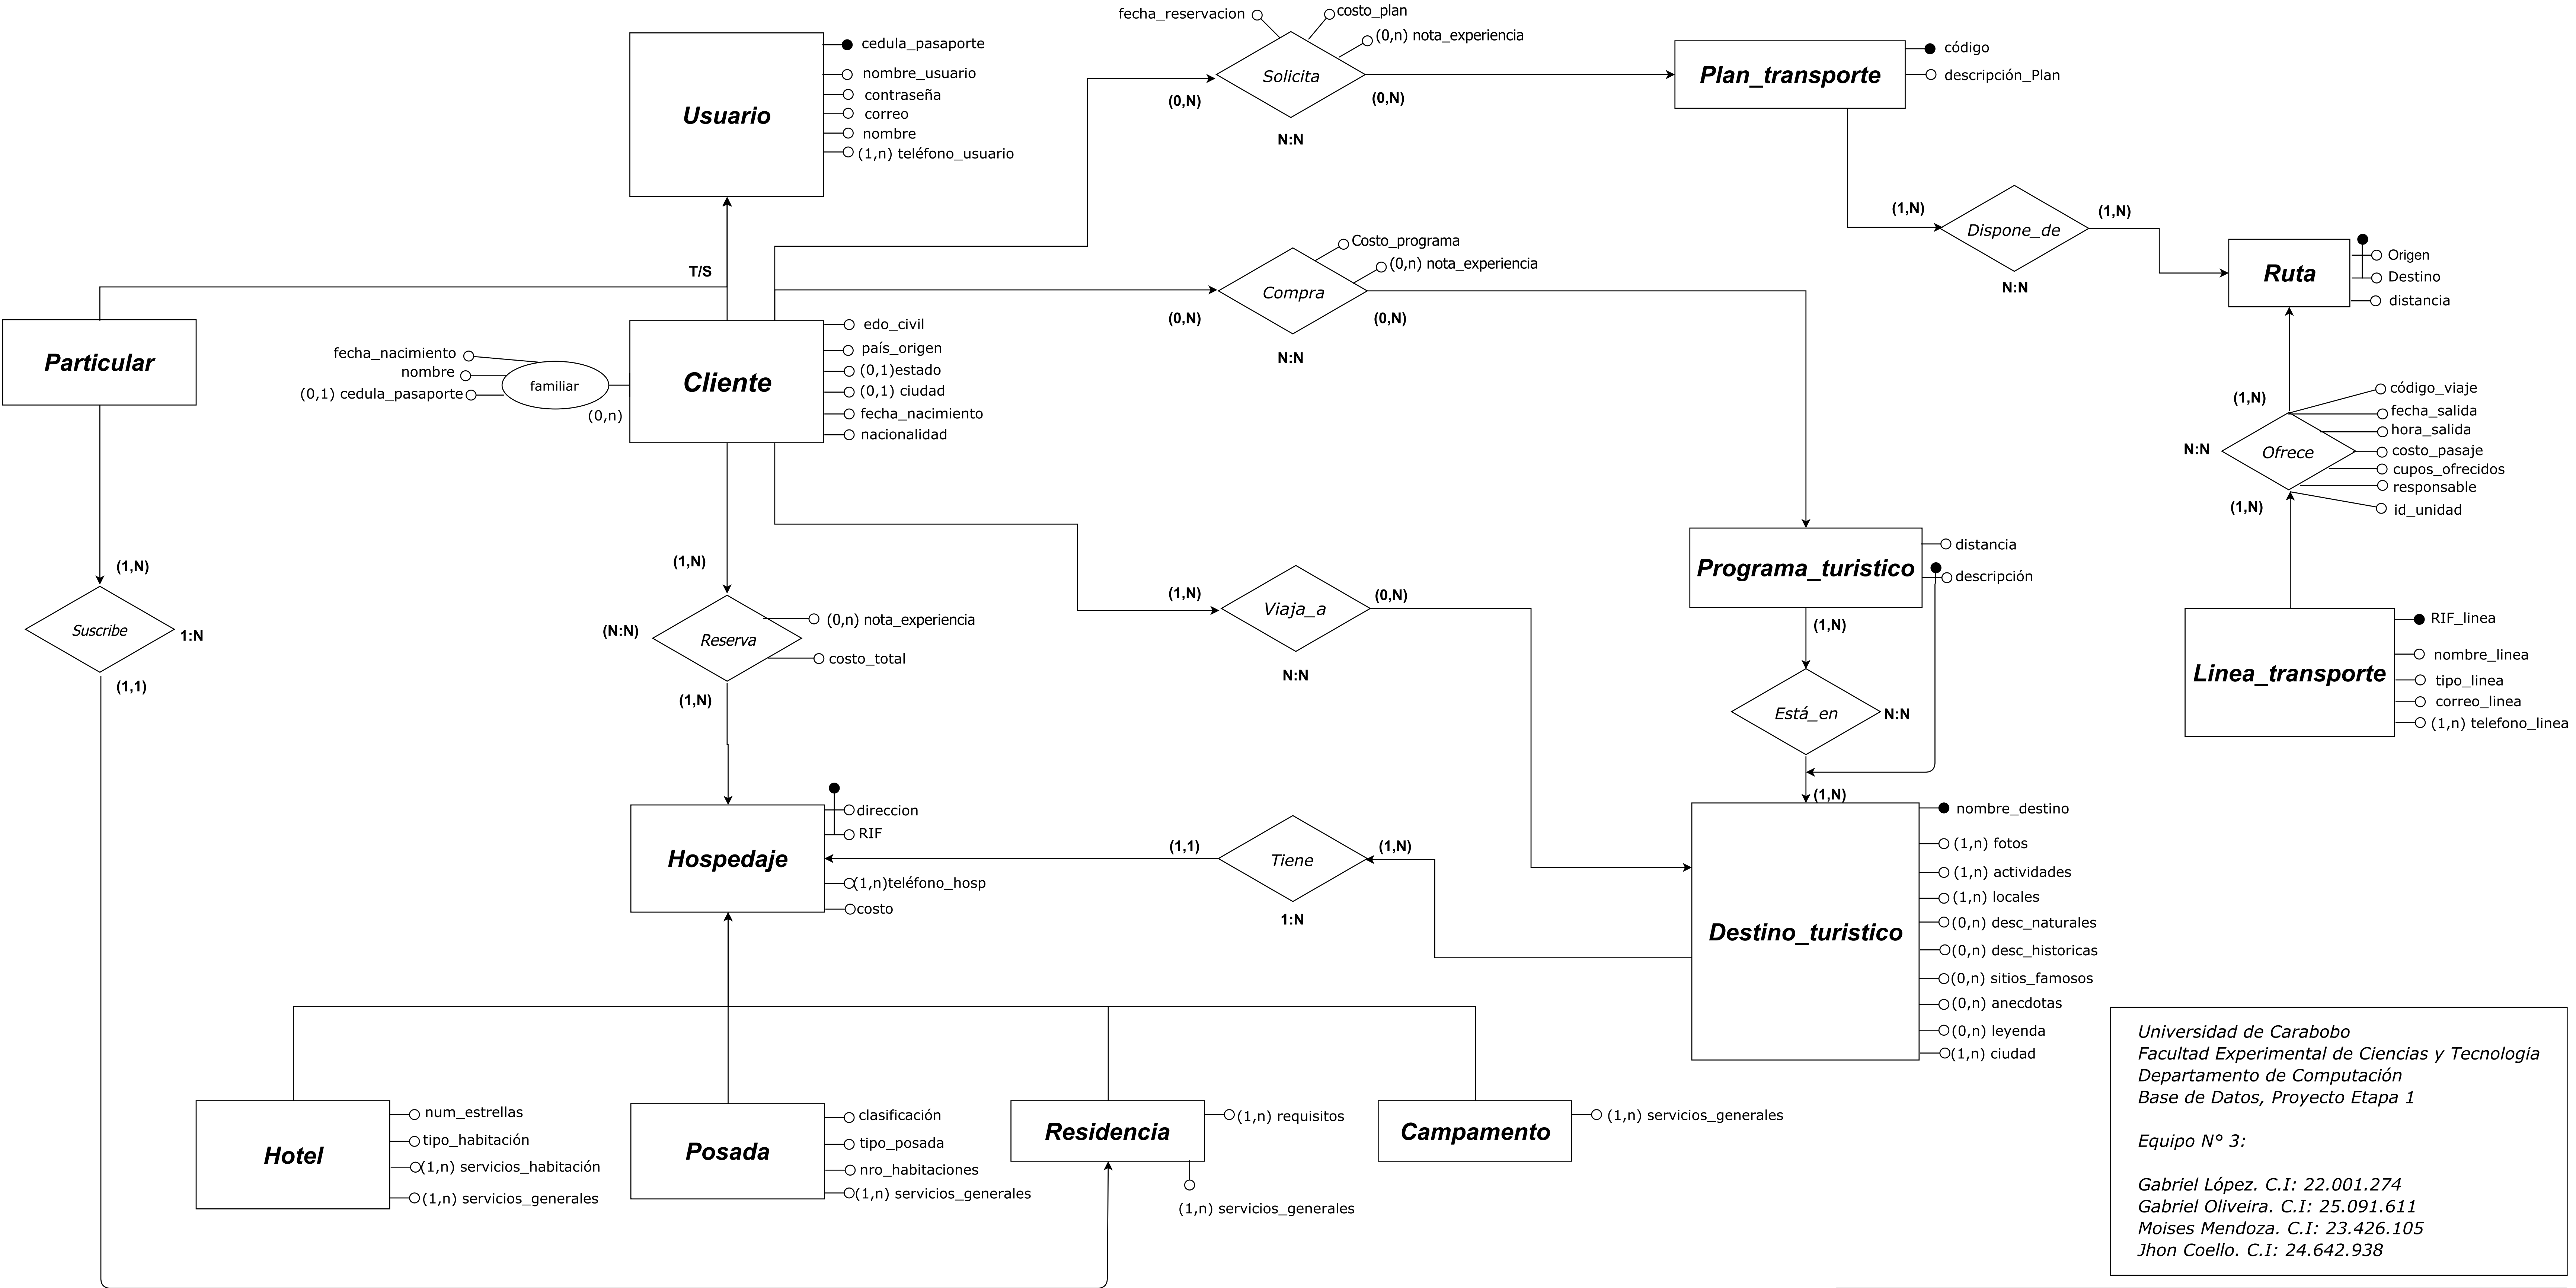 fecha_reservacion
costo_plan
(0,n) nota_experiencia
Solicita
(0,N)
(0,N)
N:N
Usuario
cedula_pasaporte
nombre_usuario
contraseña
correo
nombre
(1,n) teléfono_usuario
Plan_transporte
código
descripción_Plan
(1,N)
Dispone_de
(1,N)
N:N
Ruta
Origen
Destino
distancia
T/S
Costo_programa
(0,n) nota_experiencia
Compra
(0,N)
(0,N)
N:N
Particular
fecha_nacimiento
nombre
(0,1) cedula_pasaporte
familiar
(0,n)
Cliente
edo_civil
país_origen
(0,1)estado
(0,1) ciudad
fecha_nacimiento
nacionalidad
(1,N)
código_viaje
fecha_salida
hora_salida
costo_pasaje
cupos_ofrecidos
responsable
id_unidad
N:N
Ofrece
(1,N)
(1,N)
Suscribe
1:N
(1,1)
(1,N)
(N:N)
Reserva
(0,n) nota_experiencia
costo_total
(1,N)
(1,N)
Viaja_a
(0,N)
N:N
Programa_turistico
distancia
descripción
(1,N)
Está_en
N:N
(1,N)
Linea_transporte
RIF_linea
nombre_linea
tipo_linea
correo_linea
(1,n) telefono_linea
Hospedaje
direccion
RIF
(1,n)teléfono_hosp
costo
(1,1)
Tiene
(1,N)
1:N
Destino_turistico
nombre_destino
(1,n) fotos
(1,n) actividades
(1,n) locales
(0,n) desc_naturales
(0,n) desc_historicas
(0,n) sitios_famosos
(0,n) anecdotas
(0,n) leyenda
(1,n) ciudad
Hotel
num_estrellas
tipo_habitación
(1,n) servicios_habitación
(1,n) servicios_generales
Posada
clasificación
tipo_posada
nro_habitaciones
(1,n) servicios_generales
Residencia
(1,n) requisitos
(1,n) servicios_generales
Campamento
(1,n) servicios_generales
Universidad de Carabobo
Facultad Experimental de Ciencias y Tecnologia
Departamento de Computación
Base de Datos, Proyecto Etapa 1
Equipo N° 3:
Gabriel López. C.I: 22.001.274
Gabriel Oliveira. C.I: 25.091.611
Moises Mendoza. C.I: 23.426.105
Jhon Coello. C.I: 24.642.938